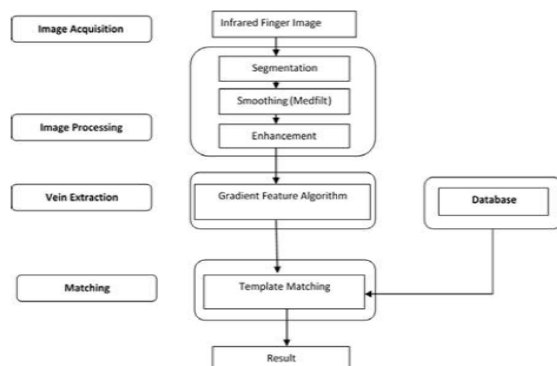 Image Acquisition
Infrared Finger Image
Segmentation
Smoothing (Medfilt)
Image Processing
Enhancement
Vein Extraction
Gradient Feature Algorithm
Database
Matching
Template Matching
Result